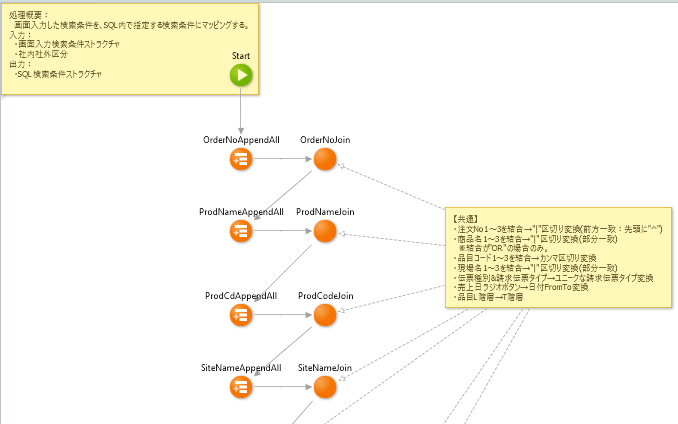 処理概要：
画面入力した検索条件を、SQL内で指定する検索条件にマッピングする。
入力：
・画面入力検索条件ストラクチャ
・社内社外区分
出力：
・SQL検索条件ストラクチャ
Start
OrderNoAppendAll
OrderNoJoin
ProdNameAppendAll
ProdNameJoin
【共通】
・注文No1～3を結合→"|"区切り変換(前方一致：先頭に"^")
・商品名1～3を結合→"|"区切り変換(部分一致)
※結合が"OR"の場合のみ。
・品目コード1～3を結合→カンマ区切り変換
・現場名1～3を結合→"|"区切り変換(部分一致)
・伝票種別&請求伝票タイプ→ユニークな請求伝票タイプ変換
・売上日ラジオボタン→日付FromTo変換
・品目L階層→T階層
ProdCdAppendAll
ProdCodeJoin
SiteNameAppendAll
SiteNameJoin